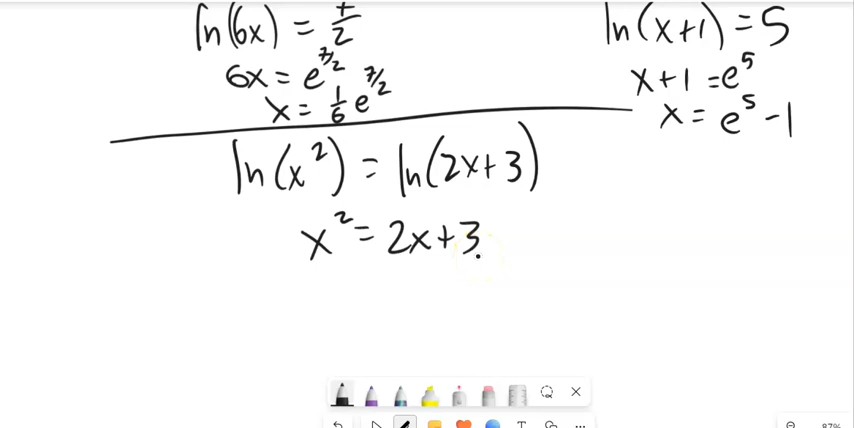 ln(6x) = 7/2
6x = e^7/2
x = 1/6 e^7/2
ln(x+1) = 5
x+1 = e^5
x = e^5 -1
ln(x^2) = ln(2x+3)
x^2 = 2x+3
T
87%